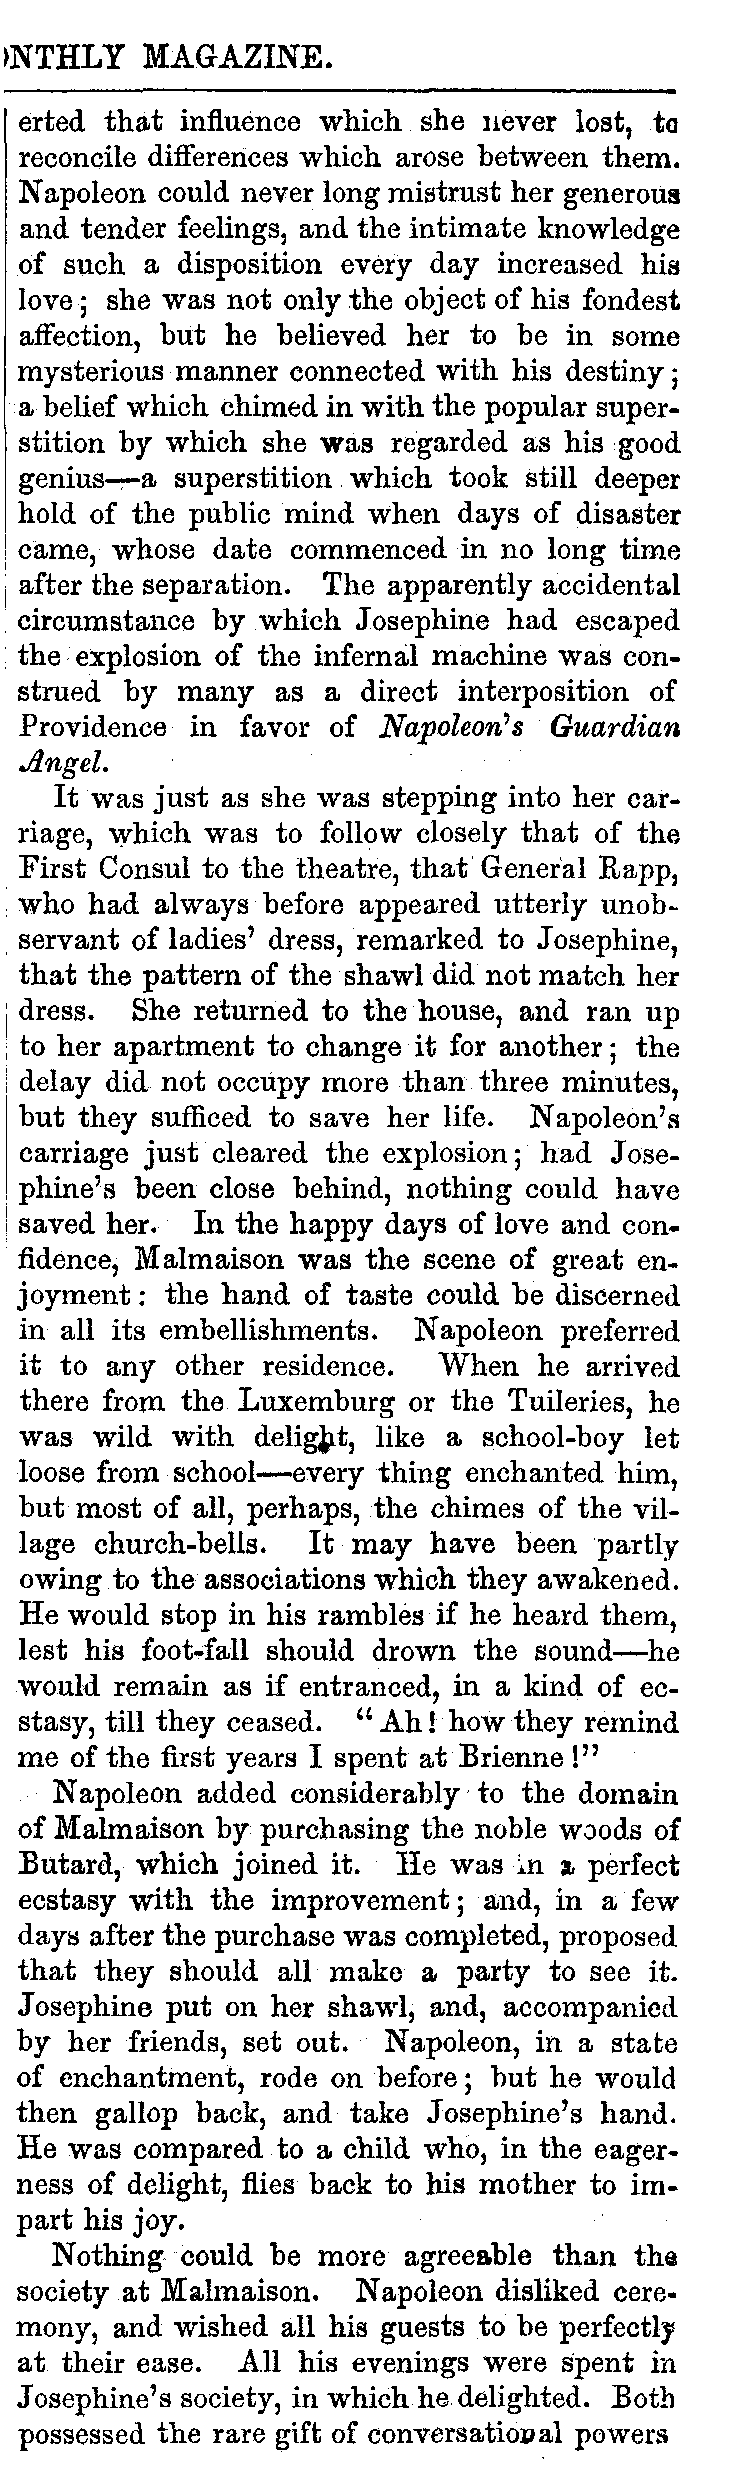 ONTHLY MAGAZINE.
erted that influence which she never lost, to
reconcile differences which arose between them.
Napoleon could never long mistrust her generous
and tender feelings, and the intimate knowledge
of such a disposition every day increased his
love; she was not only the object of his fondest
affection, but he believed her to be in some
mysterious manner connected with his destiny;
a belief which chimed in with the popular super-
stition by which she was regarded as his good
genius—a superstition which took still deeper
hold of the public mind when days of disaster
came, whose date commenced in no long time
after the separation. The apparently accidental
circumstance by which Josephine had escaped
the explosion of the infernal machine was con-
strued by many as a direct interposition of
Providence in favor of Napoleon's Guardian
Angel.
It was just as she was stepping into her car-
riage, which was to follow closely that of the
First Consul to the theatre, that General Rapp,
who had always before appeared utterly unob-
servant of ladies' dress, remarked to Josephine,
that the pattern of the shawl did not match her
dress. She returned to the house, and ran up
to her apartment to change it for another; the
delay did not occupy more than three minutes,
but they sufficed to save her life. Napoleon's
carriage just cleared the explosion; had Jose-
phine's been close behind, nothing could have
saved her. In the happy days of love and con-
fidence, Malmaison was the scene of great en-
joyment: the hand of taste could be discerned
in all its embellishments. Napoleon preferred
it to any other residence. When he arrived
there from the Luxemburg or the Tuileries, he
was wild with delight, like a school-boy let
loose from school—every thing enchanted him,
but most of all, perhaps, the chimes of the vil-
lage church-bells. It may have been partly
owing to the associations which they awakened.
He would stop in his rambles if he heard them,
lest his foot-fall should drown the sound—he
would remain as if entranced, in a kind of ec-
stasy, till they ceased. "Ah! how they remind
me of the first years I spent at Brienne!"
Napoleon added considerably to the domain
of Malmaison by purchasing the noble woods of
Butard, which joined it. He was in a perfect
ecstasy with the improvement; and, in a few
days after the purchase was completed, proposed
that they should all make a party to see it.
Josephine put on her shawl, and, accompanied
by her friends, set out. Napoleon, in a state
of enchantment, rode on before; but he would
then gallop back, and take Josephine's hand.
He was compared to a child who, in the eager-
ness of delight, flies back to his mother to im-
part his joy.
Nothing could be more agreeable than the
society at Malmaison. Napoleon disliked cere-
mony, and wished all his guests to be perfectly
at their ease. All his evenings were spent in
Josephine's society, in which he delighted. Both
possessed the rare gift of conversational powers